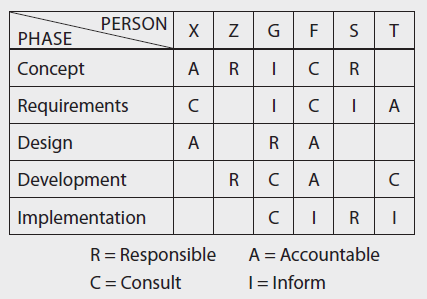 PERSON X Z G F S T
PHASE
Concept A R I C R
Requirements C I C I A
Design A R A
Development R C A C
Implementation C I R I
R = Responsible A = Accountable
C = Consult I = Inform